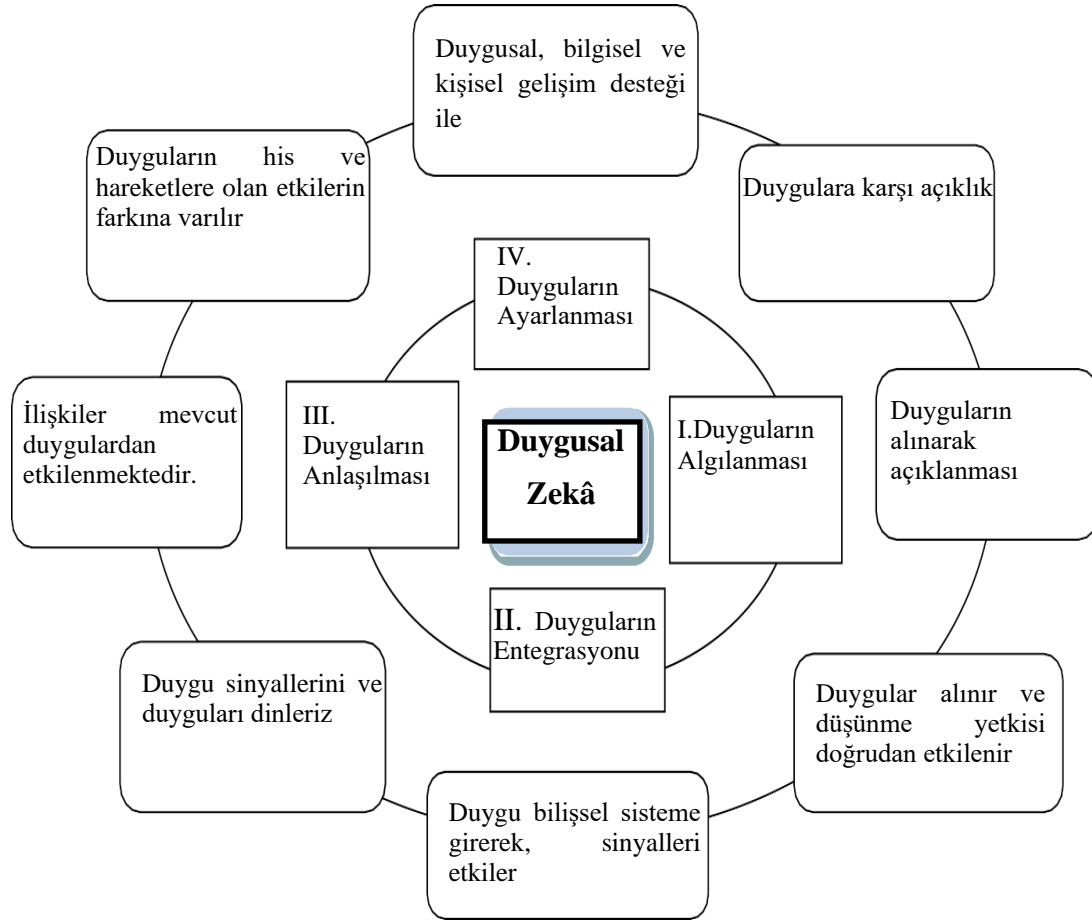 Duygusal, bilgisel ve
kişisel gelişim desteği
ile
Duyguların his ve
hareketlere olan etkilerin
farkına varılır
Duygulara karşı açıklık
IV.
Duyguların
Ayarlanması
İlişkiler mevcut
duygulardan
etkilenmektedir.
III.
Duyguların
Anlaşılması
Duygusal
Zekâ
I.Duyguların
Algılanması
Duyguların
alınarak
açıklanması
II. Duyguların
Entegrasyonu
Duygu sinyallerini ve
duyguları dinleriz
Duygular alınır ve
düşünme yetkisi
doğrudan etkilenir
Duygu bilişsel sisteme
girerek, sinyalleri
etkiler